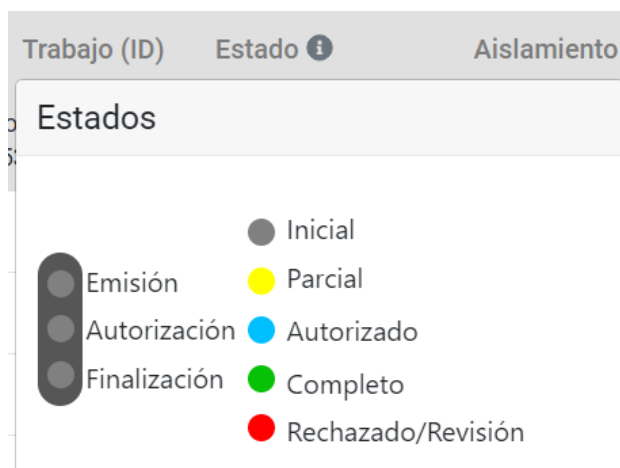 Trabajo (ID) Estado Aislamiento
Estados
Inicial
Emisión Parcial
Autorización Autorizado
Finalización Completo
Rechazado/Revisión